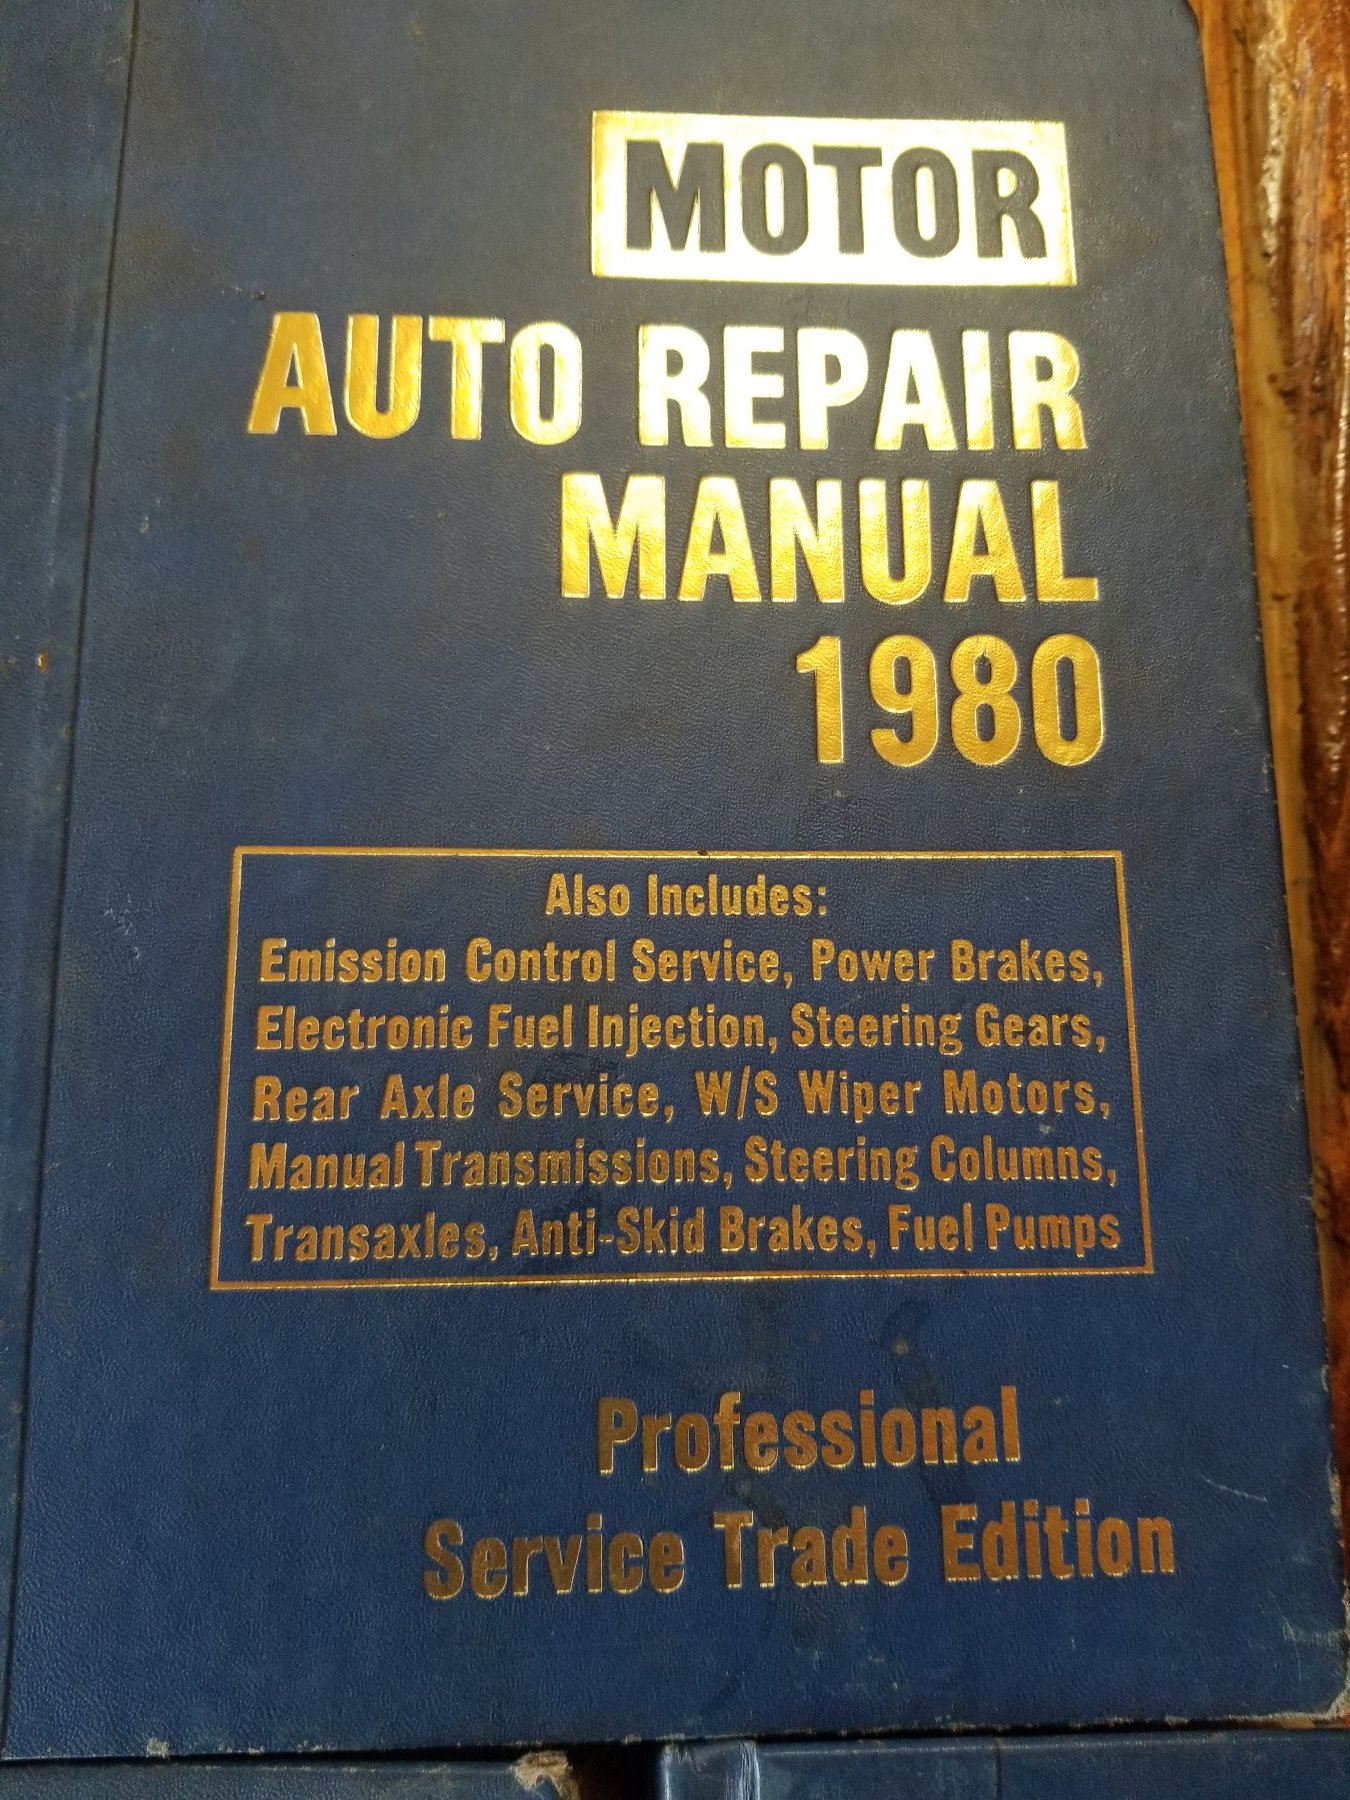 MOTOR
AUTO REPAIR
MANUAL
1980
Also Includes:
Emission Control Service, Power Brakes,
Electronic Fuel Injection, Steering Gears,
Rear Axle Service, W/S Wiper Motors,
Manual Transmissions, Steering Columns,
Transaxles, Anti-Skid Brakes, Fuel Pumps
Professional
Service Trade Edition